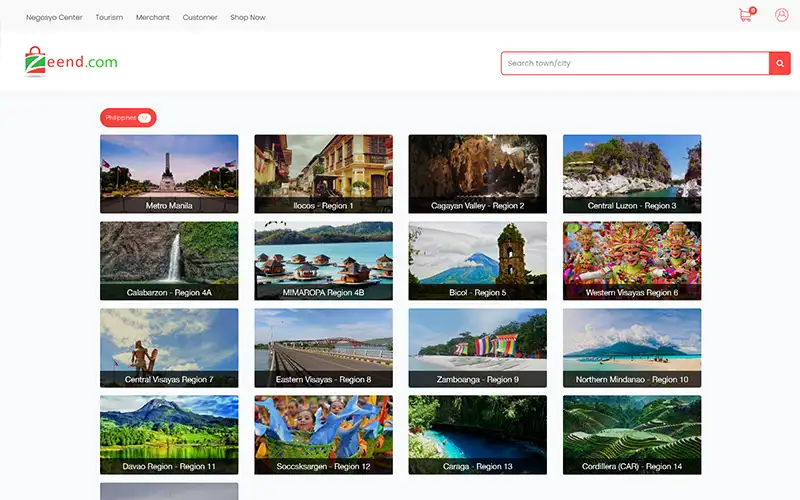 Negosyo Center Tourism Merchant Customer Shop Now
0
Zeend.com
Search town/city
Philippines 17
Metro Manila
Ilocos - Region 1
Cagayan Valley - Region 2
Central Luzon - Region 3
Calabarzon - Region 4A
MIMAROPA Region 4B
Bicol - Region 5
Western Visayas Region 6
Central Visayas Region 7
Eastern Visayas - Region 8
Zamboanga - Region 9
Northern Mindanao - Region 10
Davao Region - Region 11
Soccsksargen - Region 12
Caraga - Region 13
Cordillera (CAR) - Region 14